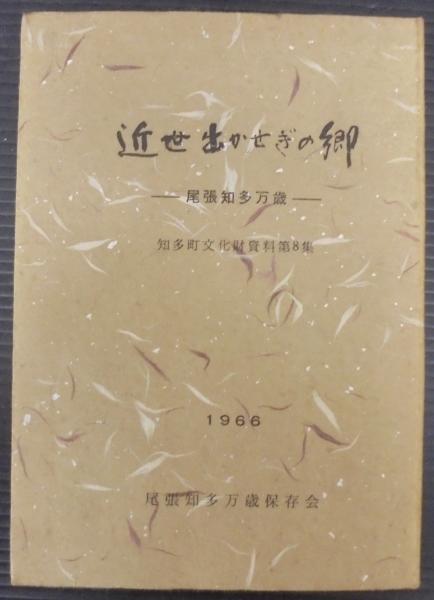 近世出かせぎの郷
―尾張知多万歳―
知多町文化財資料第8集
1966
尾張知多万歳保存会